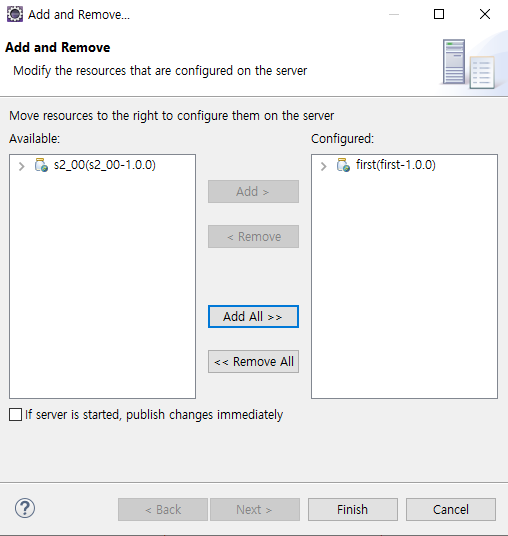 Add and Remove...
Add and Remove
Modify the resources that are configured on the server
Move resources to the right to configure them on the server
Available:
Configured:
s2_00(s2_00-1.0.0)
first(first-1.0.0)
Add >
< Remove
Add All >>
<< Remove All
If server is started, publish changes immediately
?
< Back
Next >
Finish
Cancel